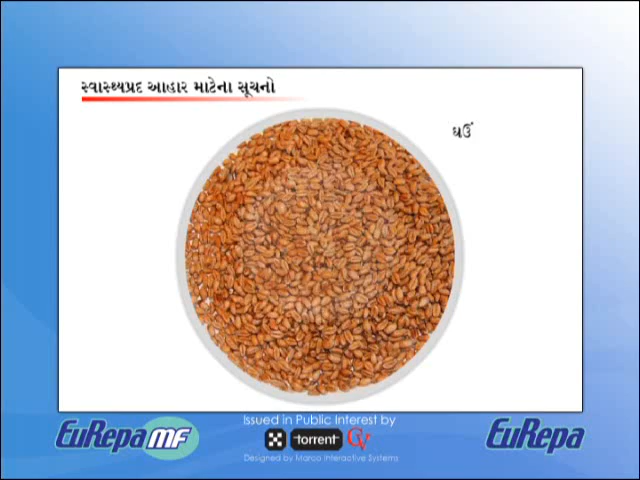 સ્વાસ્થ્યપ્રદ આહાર માટેના સૂચનો
ઘઉં
EuRepa MF
Issued in Public Interest by
torrent CV
EuRepa
Designed by Marco Interactive Systems